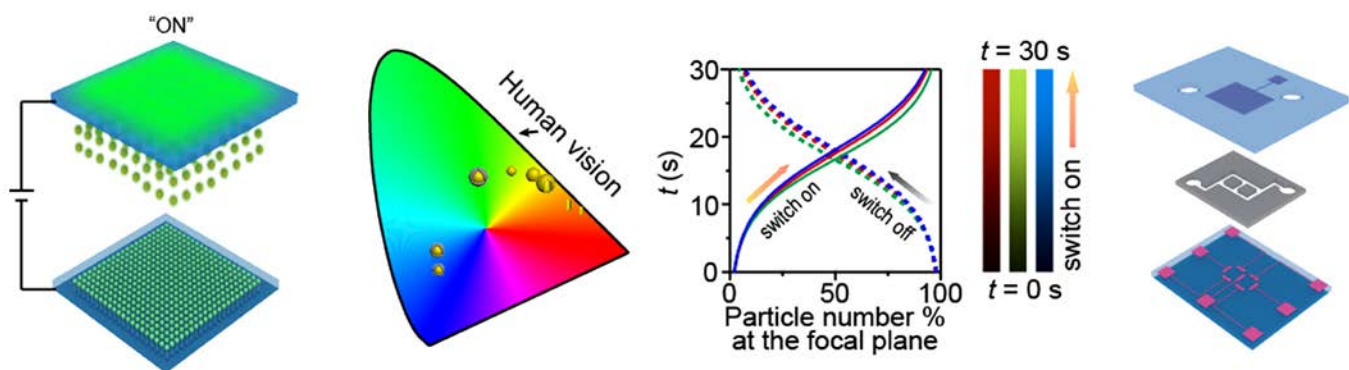 “ON”
Human vision
30
20
10
0
t (s)
switch on
switch off
0
50
100
Particle number %
at the focal plane
t = 30 s
switch on
t = 0 s